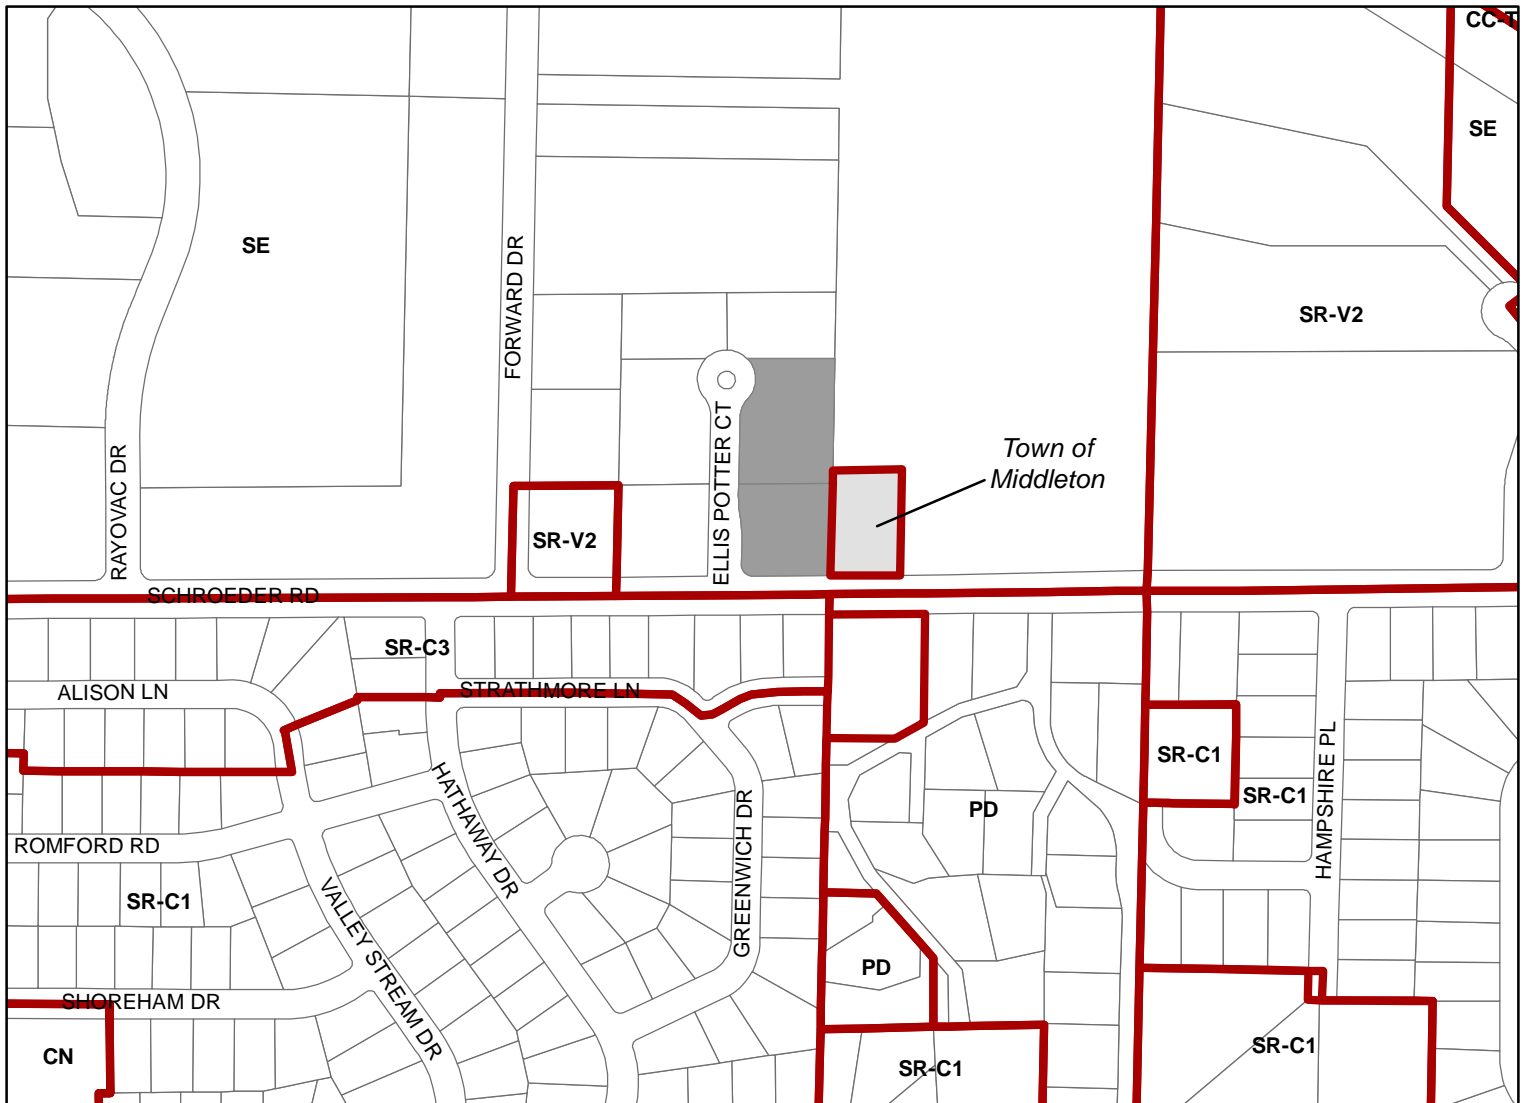 CC-T
SE
SE
FORWARD DR
SR-V2
RAYOVAC DR
ELLIS POTTER CT
Town of
Middleton
SR-V2
SCHROEDER RD
SR-C3
ALISON LN
STRATHMORE LN
HATHAWAY DR
GREENWICH DR
SR-C1
SR-C1
HAMPSHIRE PL
PD
ROMFORD RD
SR-C1
VALLEY STREAM DR
PD
SHOREHAM DR
CN
SR-C1
SR-C1